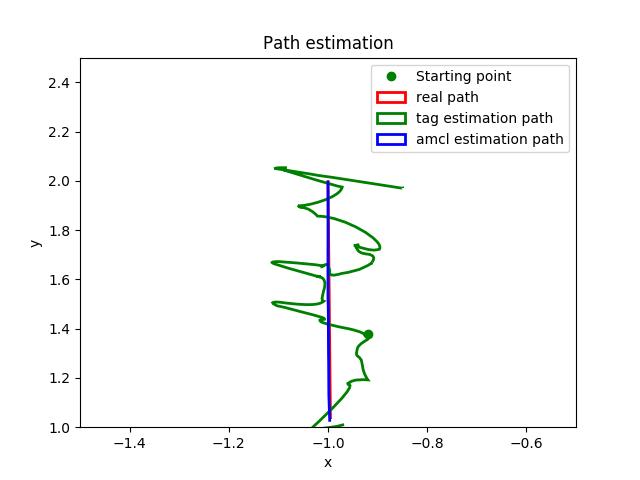 Path estimation
Starting point
real path
tag estimation path
amcl estimation path
y
2.4
2.2
2.0
1.8
1.6
1.4
1.2
1.0
−1.4
−1.2
−1.0
−0.8
−0.6
x